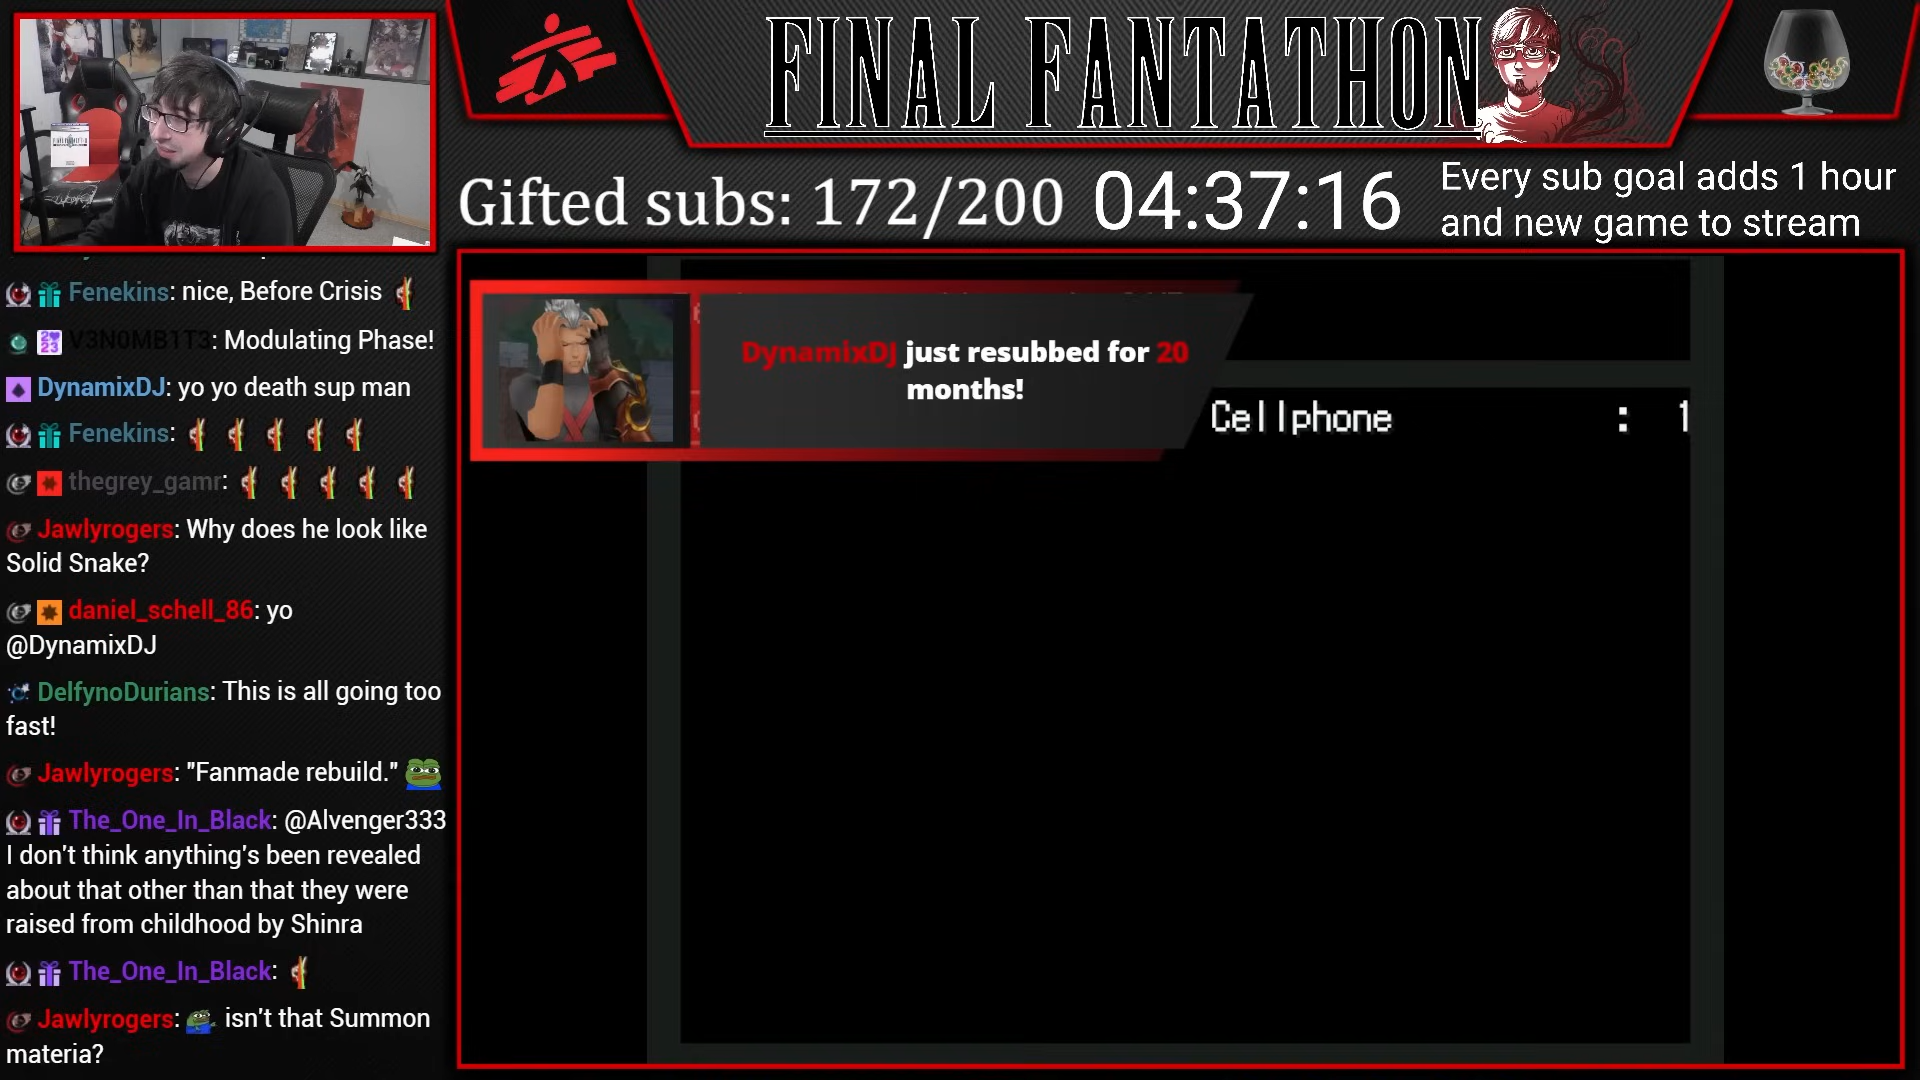 FINAL FANTATHON
Gifted subs: 172/200
04:37:16
Every sub goal adds 1 hour
and new game to stream
Fenekins: nice, Before Crisis
V3N0MB1T3: Modulating Phase!
DynamixDJ: yo yo death sup man
Fenekins:
thegrey_gamr:
Jawlyrogers: Why does he look like
Solid Snake?
daniel_schell_86: yo
@DynamixDJ
DelfynoDurians: This is all going too
fast!
Jawlyrogers: "Fanmade rebuild."
The_One_In_Black: @Alvenger333
I don't think anything's been revealed
about that other than that they were
raised from childhood by Shinra
The_One_In_Black:
Jawlyrogers: isn't that Summon
materia?
DynamixDJ just resubbed for 20
months!
Cellphone : 1